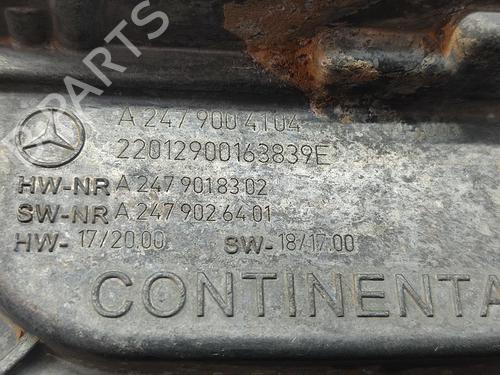 B-PARTS
A 247 900 41 04
22012900163839E
HW-NR A 247 901 83 02
SW-NR A 247 902 64 01
HW- 17/20.00 SW- 18/17.00
CONTINENTA